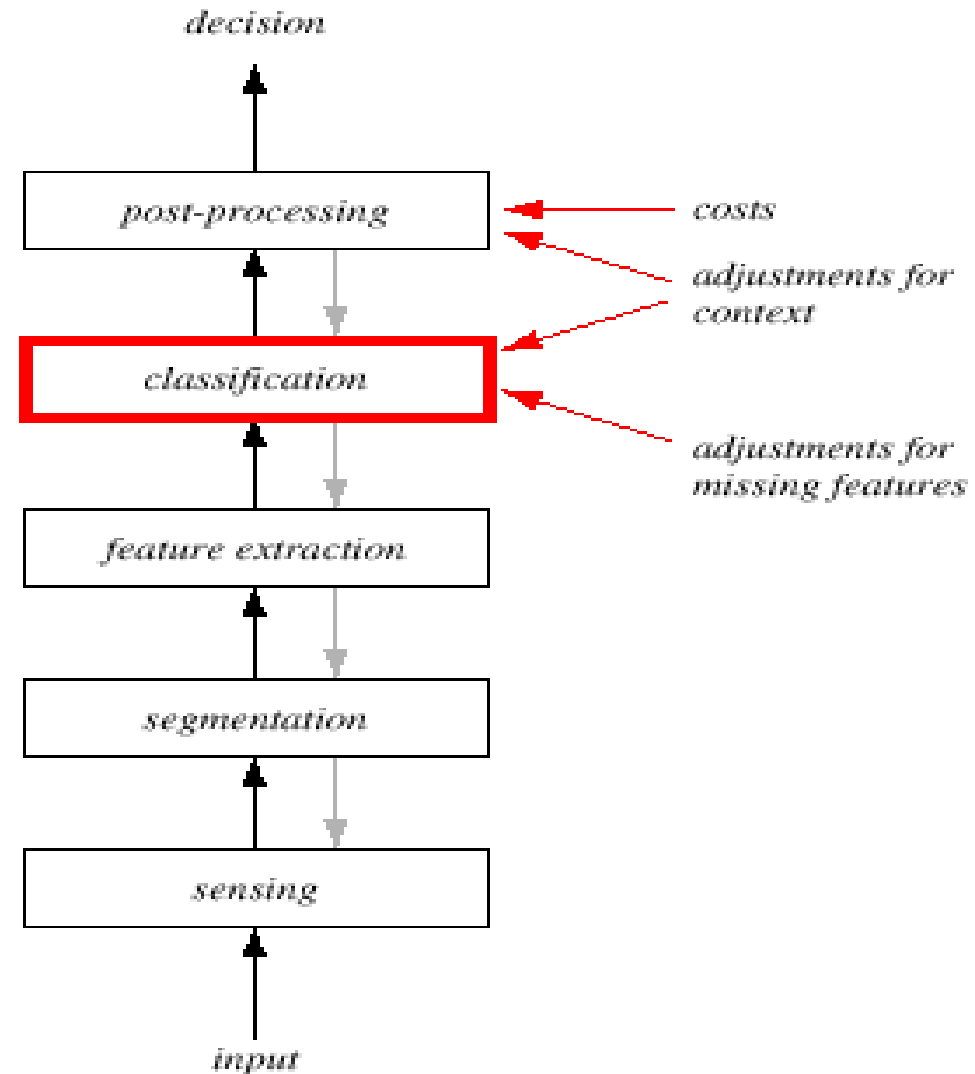 decision
post-processing
costs
adjustments for
context
classification
adjustments for
missing features
feature extraction
segmentation
sensing
input